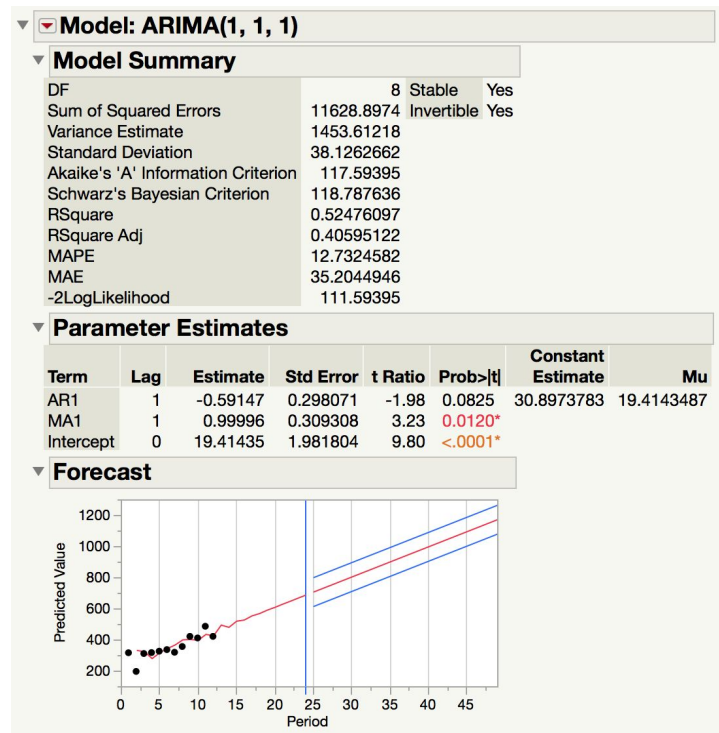 Model: ARIMA(1, 1, 1)
Model Summary
DF 8 Stable Yes
Sum of Squared Errors 11628.8974 Invertible Yes
Variance Estimate 1453.61218
Standard Deviation 38.1262662
Akaike's 'A' Information Criterion 117.59395
Schwarz's Bayesian Criterion 118.787636
RSquare 0.52476097
RSquare Adj 0.40595122
MAPE 12.7324582
MAE 35.2044946
-2LogLikelihood 111.59395
Parameter Estimates
Term Lag Estimate Std Error t Ratio Prob>|t| Constant Estimate Mu
AR1 1 -0.59147 0.298071 -1.98 0.0825 30.8973783 19.4143487
MA1 1 0.99996 0.309308 3.23 0.0120*
Intercept 0 19.41435 1.981804 9.80 <.0001*
Forecast
Predicted Value
1200
1000
800
600
400
200
0 5 10 15 20 25 30 35 40 45
Period